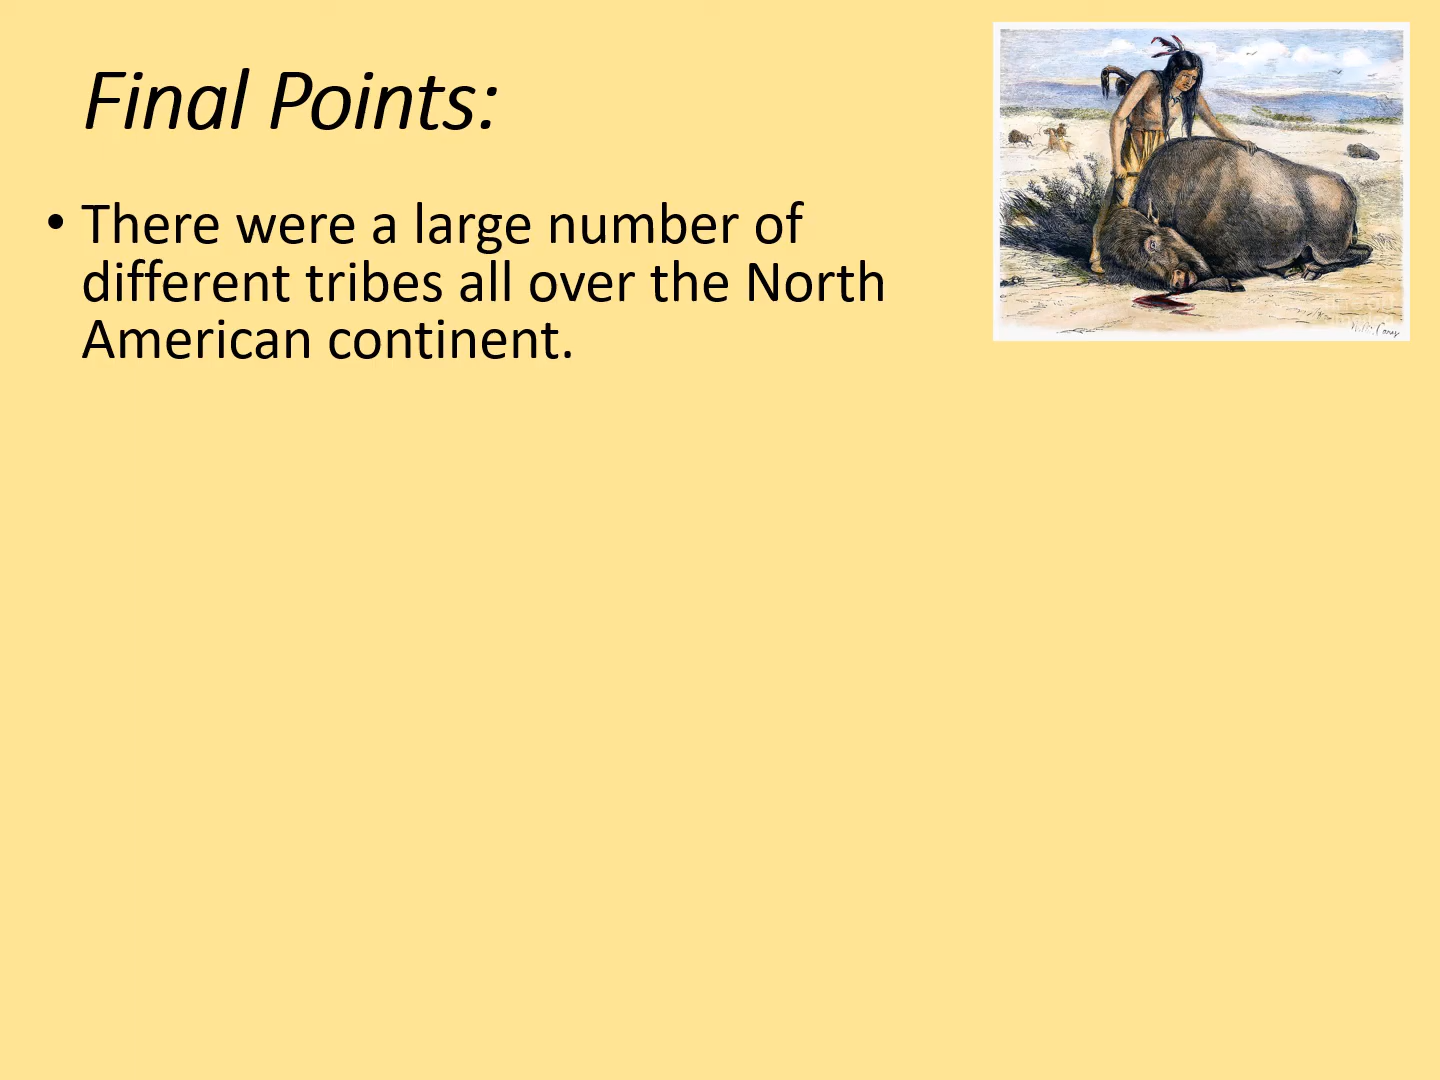 Final Points:
• There were a large number of
different tribes all over the North
American continent.